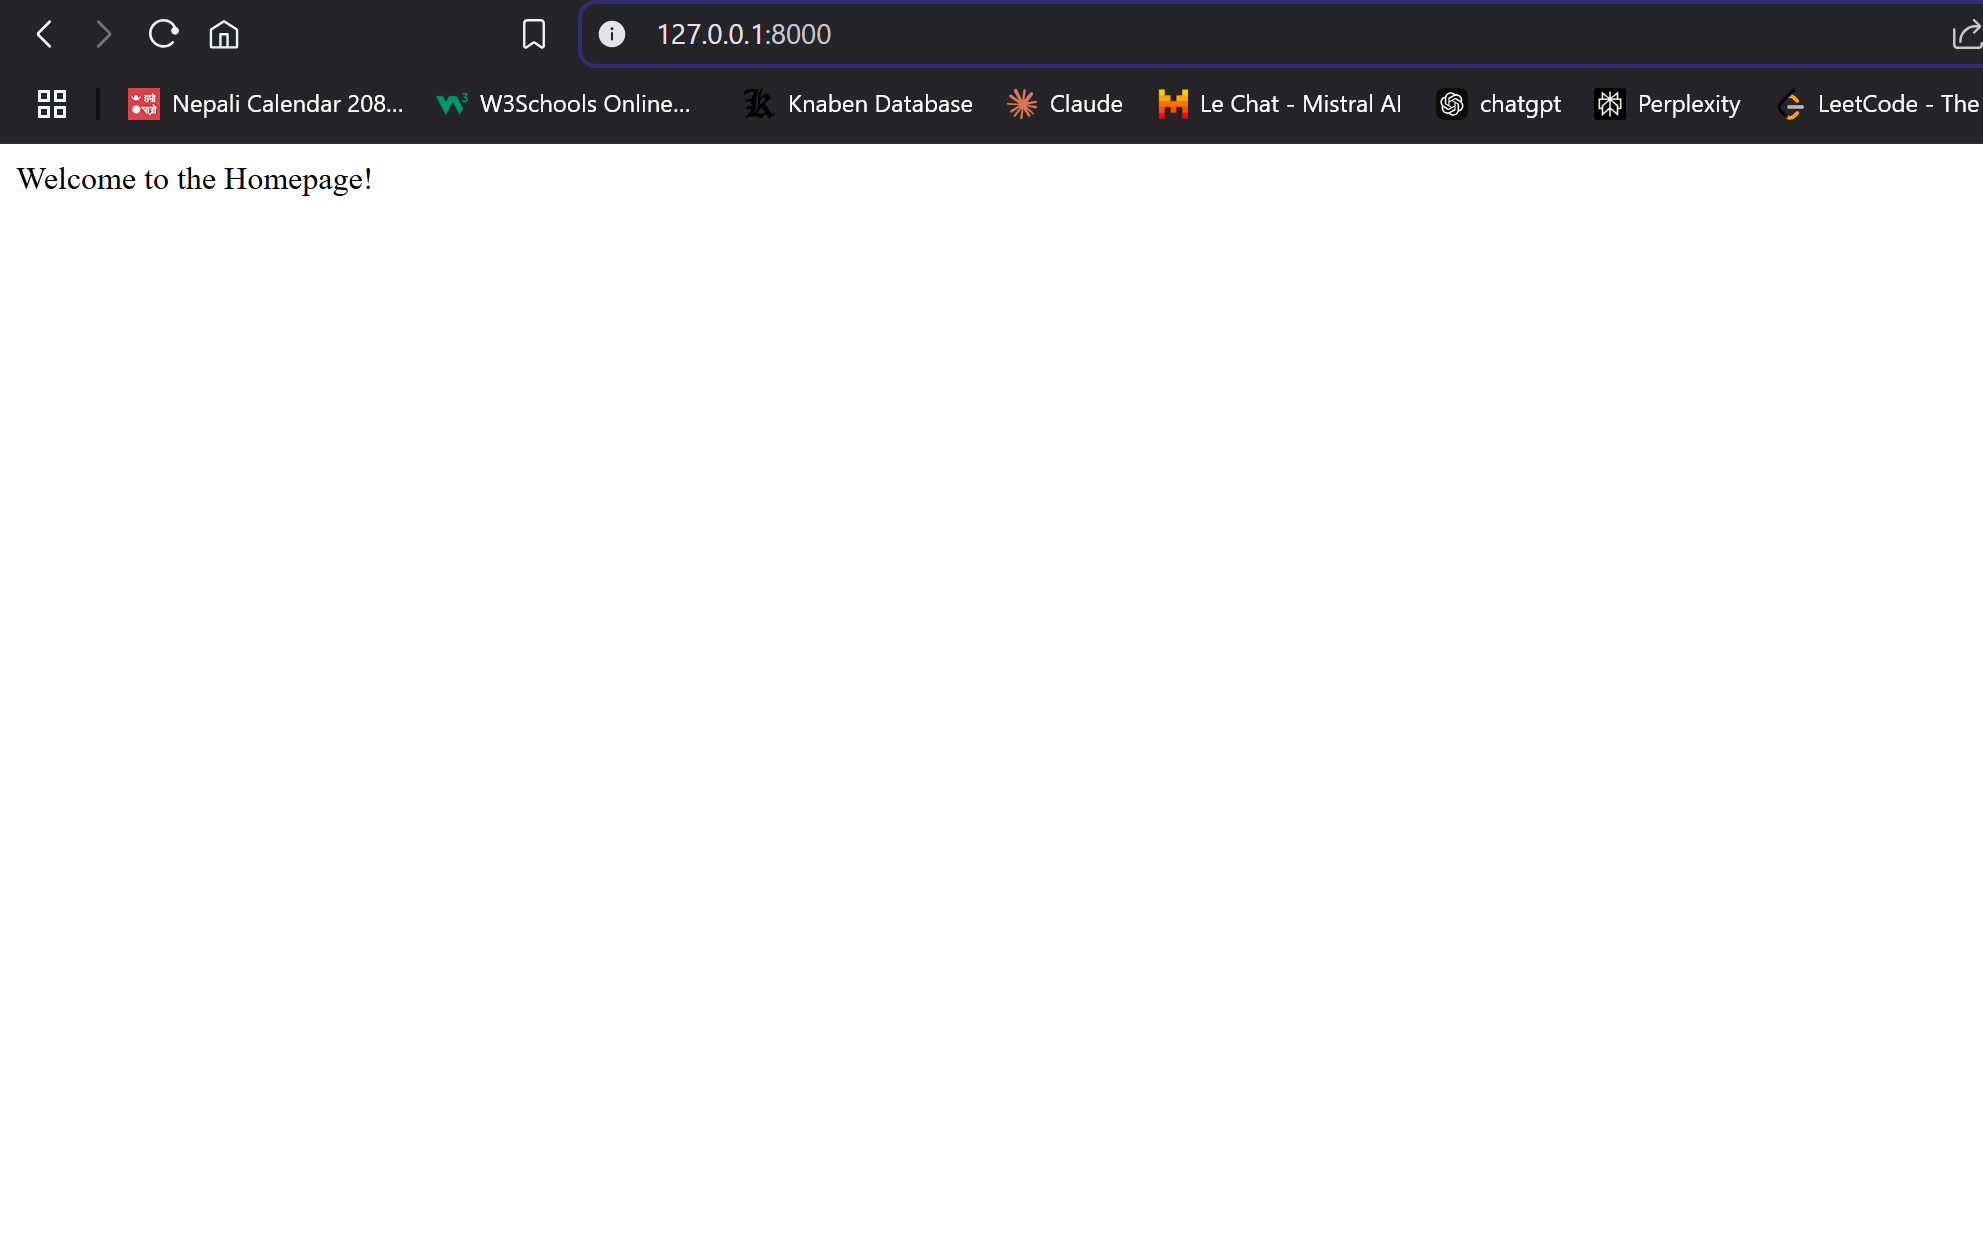 127.0.0.1:8000
Nepali Calendar 208... W3Schools Online... Knaben Database Claude Le Chat - Mistral AI chatgpt Perplexity LeetCode - The
Welcome to the Homepage!